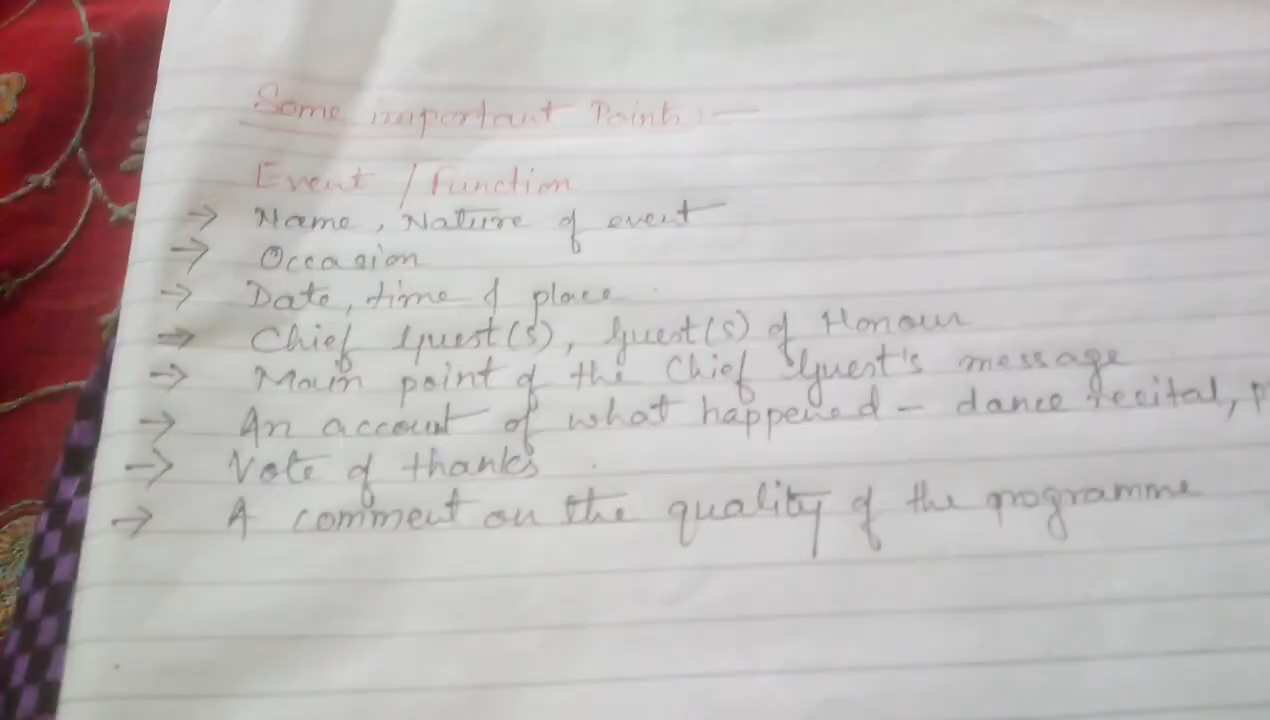 Some important Points :-
Event / Function
→ Name, Nature of event
→ Occasion
→ Date, time & place
→ Chief Guest(s), Guest(s) of Honour
→ Main point of the Chief Guest's message
→ An account of what happened - dance recital,
→ Vote of thanks.
→ A comment on the quality of the programme